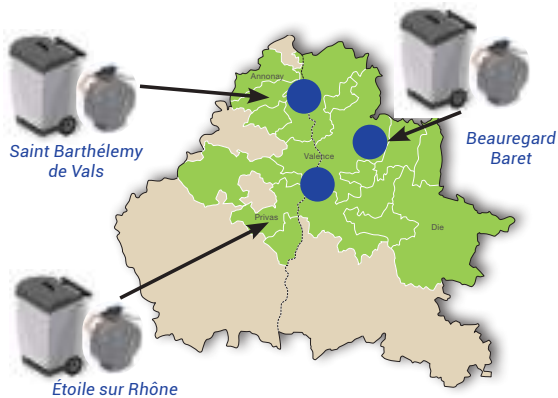 Annonay
Saint Barthélemy
de Vals
Beauregard
Baret
Valence
Privas
Die
Étoile sur Rhône